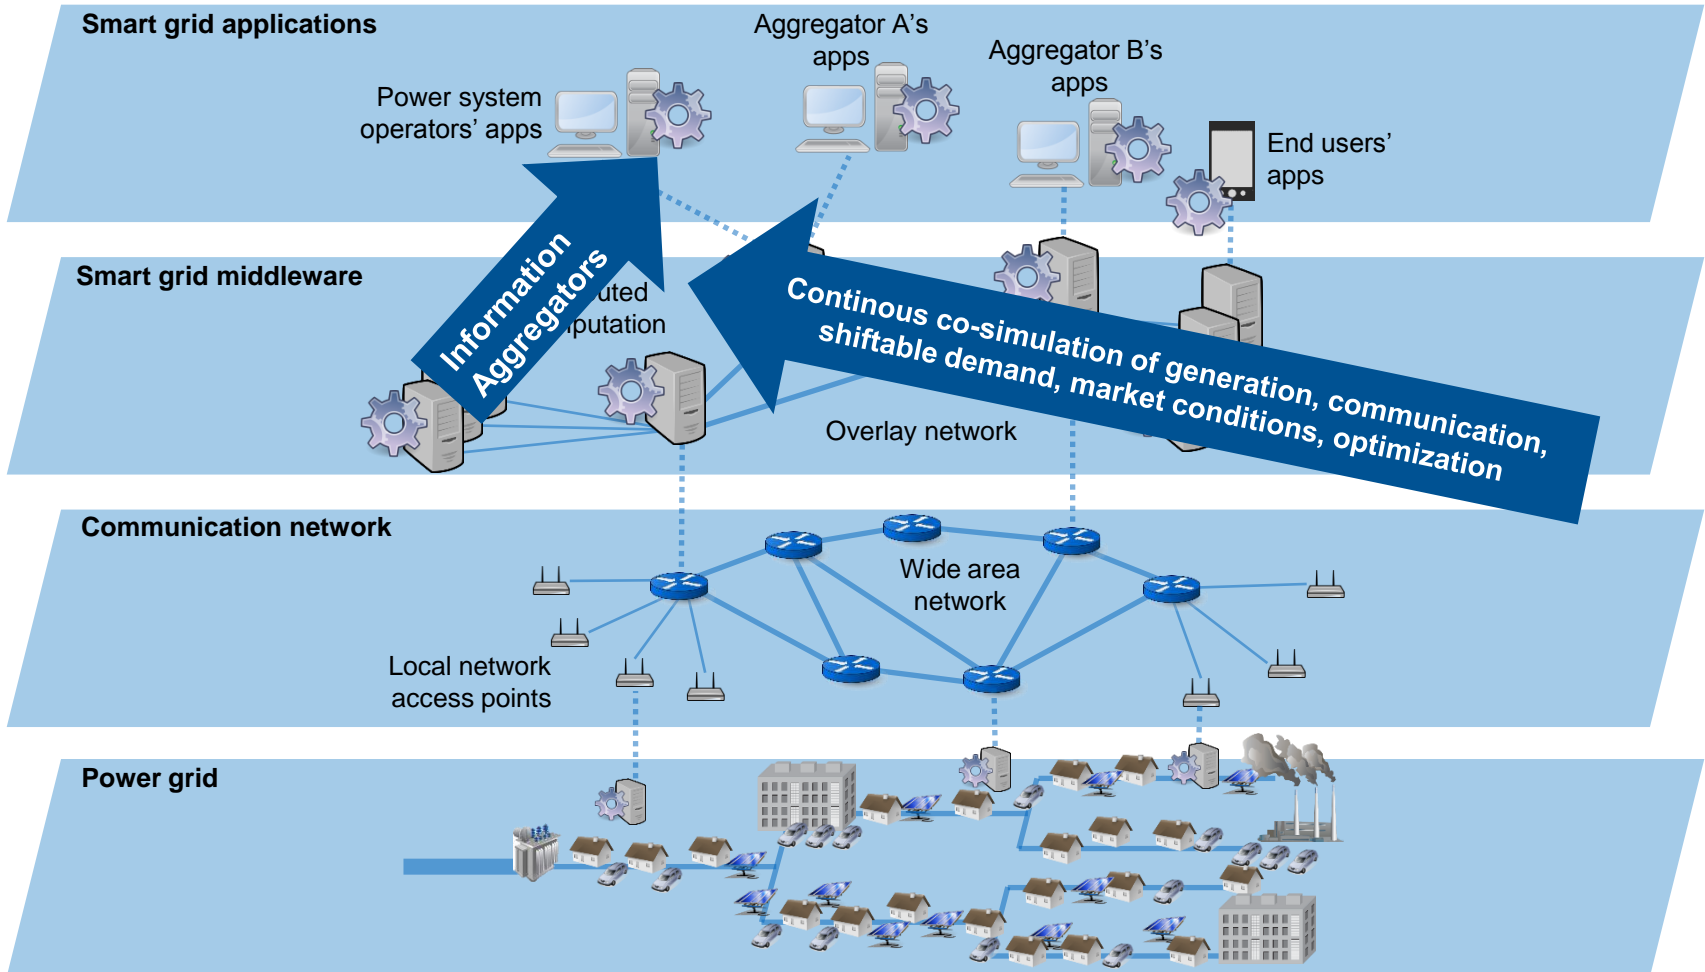 Smart grid applications
Aggregator A's
apps
Aggregator B's
apps
Power system
operators' apps
End users'
apps
Smart grid middleware
Information
Aggregators
Continous co-simulation of generation, communication,
shiftable demand, market conditions, optimization
Overlay network
Communication network
Wide area
network
Local network
access points
Power grid